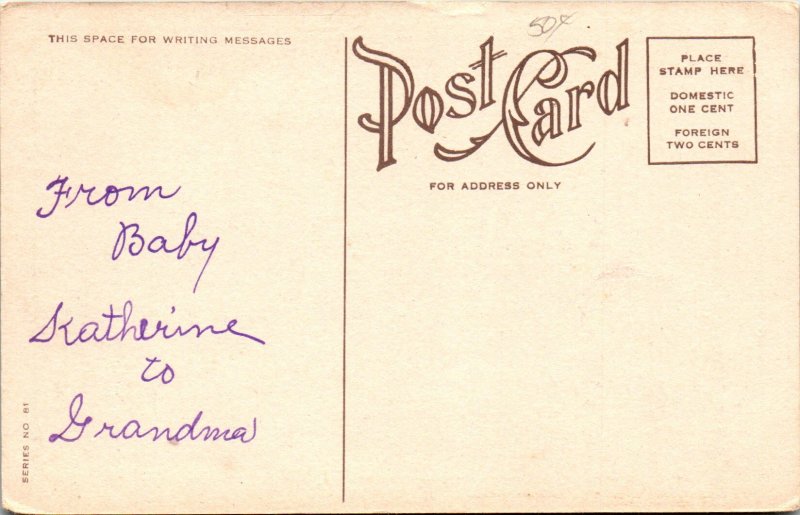 THIS SPACE FOR WRITING MESSAGES
50¢
Post Card
FOR ADDRESS ONLY
PLACE
STAMP HERE
DOMESTIC
ONE CENT
FOREIGN
TWO CENTS
From
Baby
Katherine
to
Grandma
SERIES NO 81